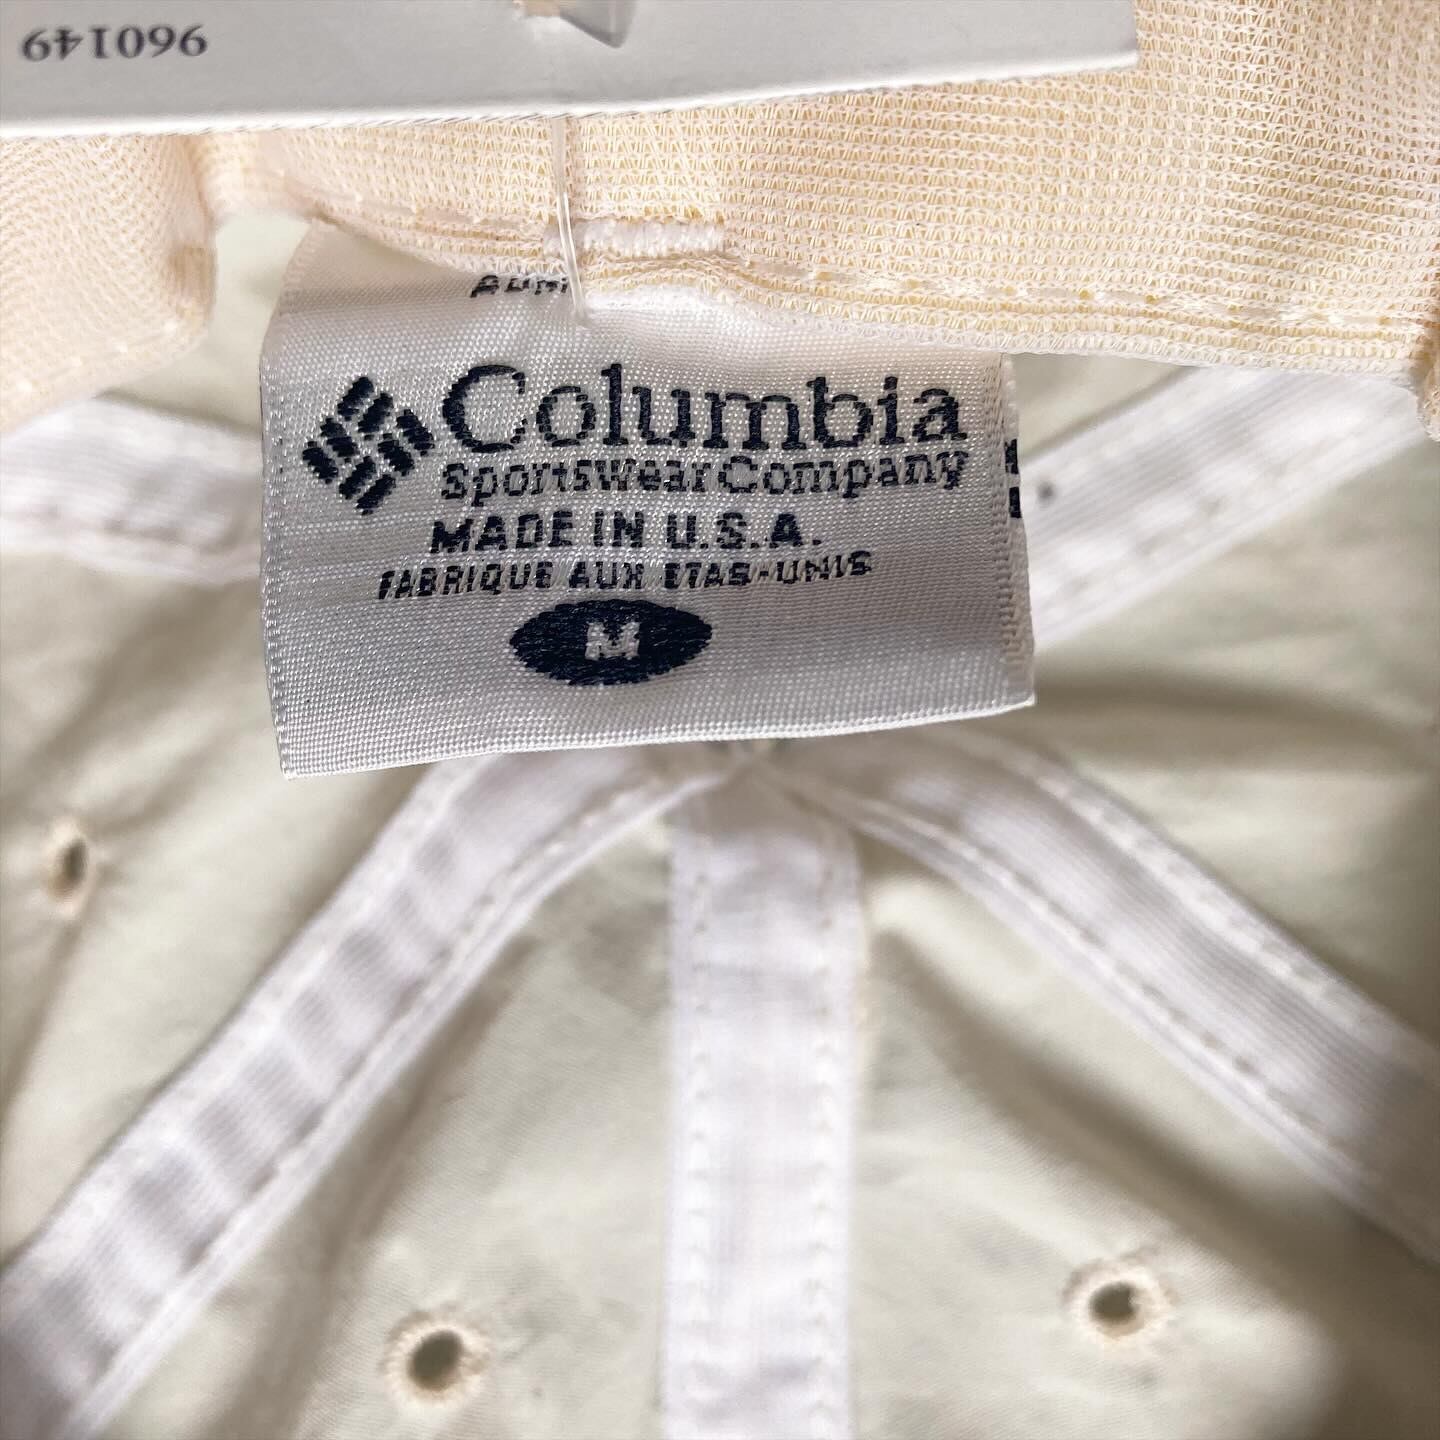 960149
Columbia
Sportswear Company
MADE IN U.S.A.
FABRIQUE AUX ETAS-UNIS
M